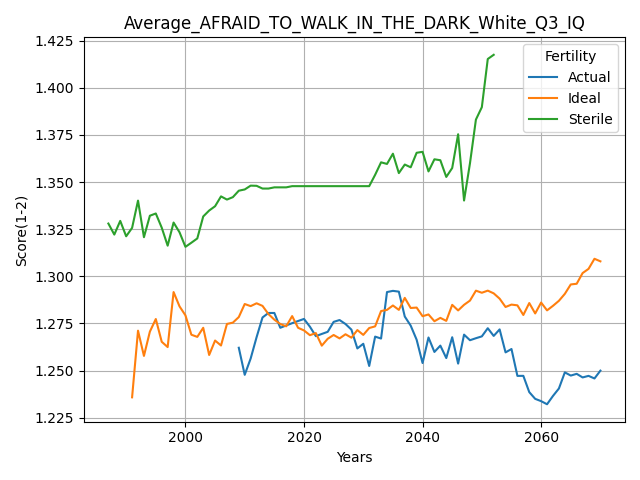 Average_AFRAID_TO_WALK_IN_THE_DARK_White_Q3_IQ
Score(1-2)
1.425
1.400
1.375
1.350
1.325
1.300
1.275
1.250
1.225
Fertility
Actual
Ideal
Sterile
2000
2020
2040
2060
Years